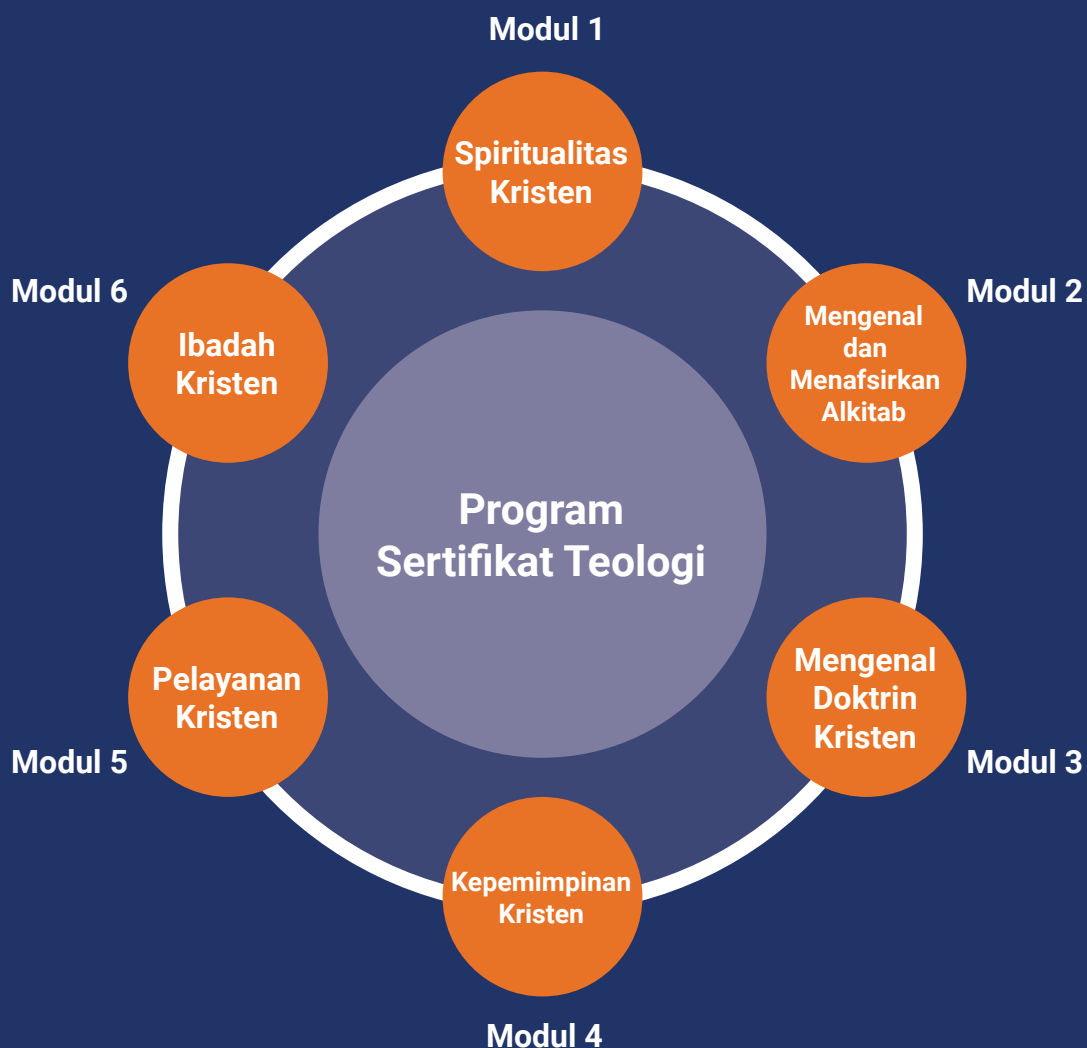 Modul 1
Spiritualitas
Kristen
Modul 2
Mengenal
dan
Menafsirkan
Alkitab
Modul 3
Mengenal
Doktrin
Kristen
Modul 4
Kepemimpinan
Kristen
Modul 5
Pelayanan
Kristen
Modul 6
Ibadah
Kristen
Program
Sertifikat Teologi